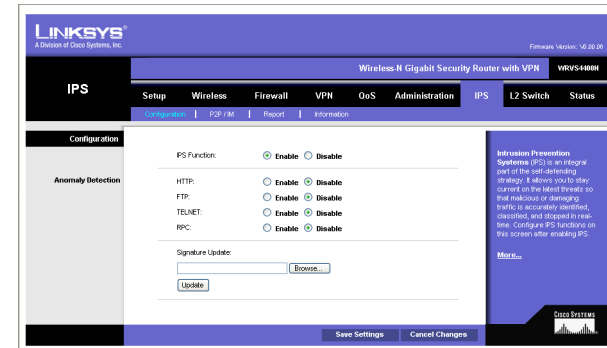 LINKSYS®
A Division of Cisco Systems, Inc.
Firmware Version: V0.00.06
Wireless-N Gigabit Security Router with VPN WRVS4400N
IPS
Setup Wireless Firewall VPN QoS Administration IPS L2 Switch Status
Configuration | P2P / IM | Report | Information
Configuration
IPS Function: Enable Disable
Anomaly Detection
HTTP: Enable Disable
FTP: Enable Disable
TELNET: Enable Disable
RPC: Enable Disable
Signature Update:
Browse...
Update
Intrusion Prevention
Systems (IPS) is an integral
part of the self-defending
strategy. It allows you to stay
current on the latest threats so
that malicious or damaging
traffic is accurately identified,
classified, and stopped in real-
time. Configure IPS functions on
this screen after enabling IPS.
More...
Save Settings Cancel Changes
CISCO SYSTEMS